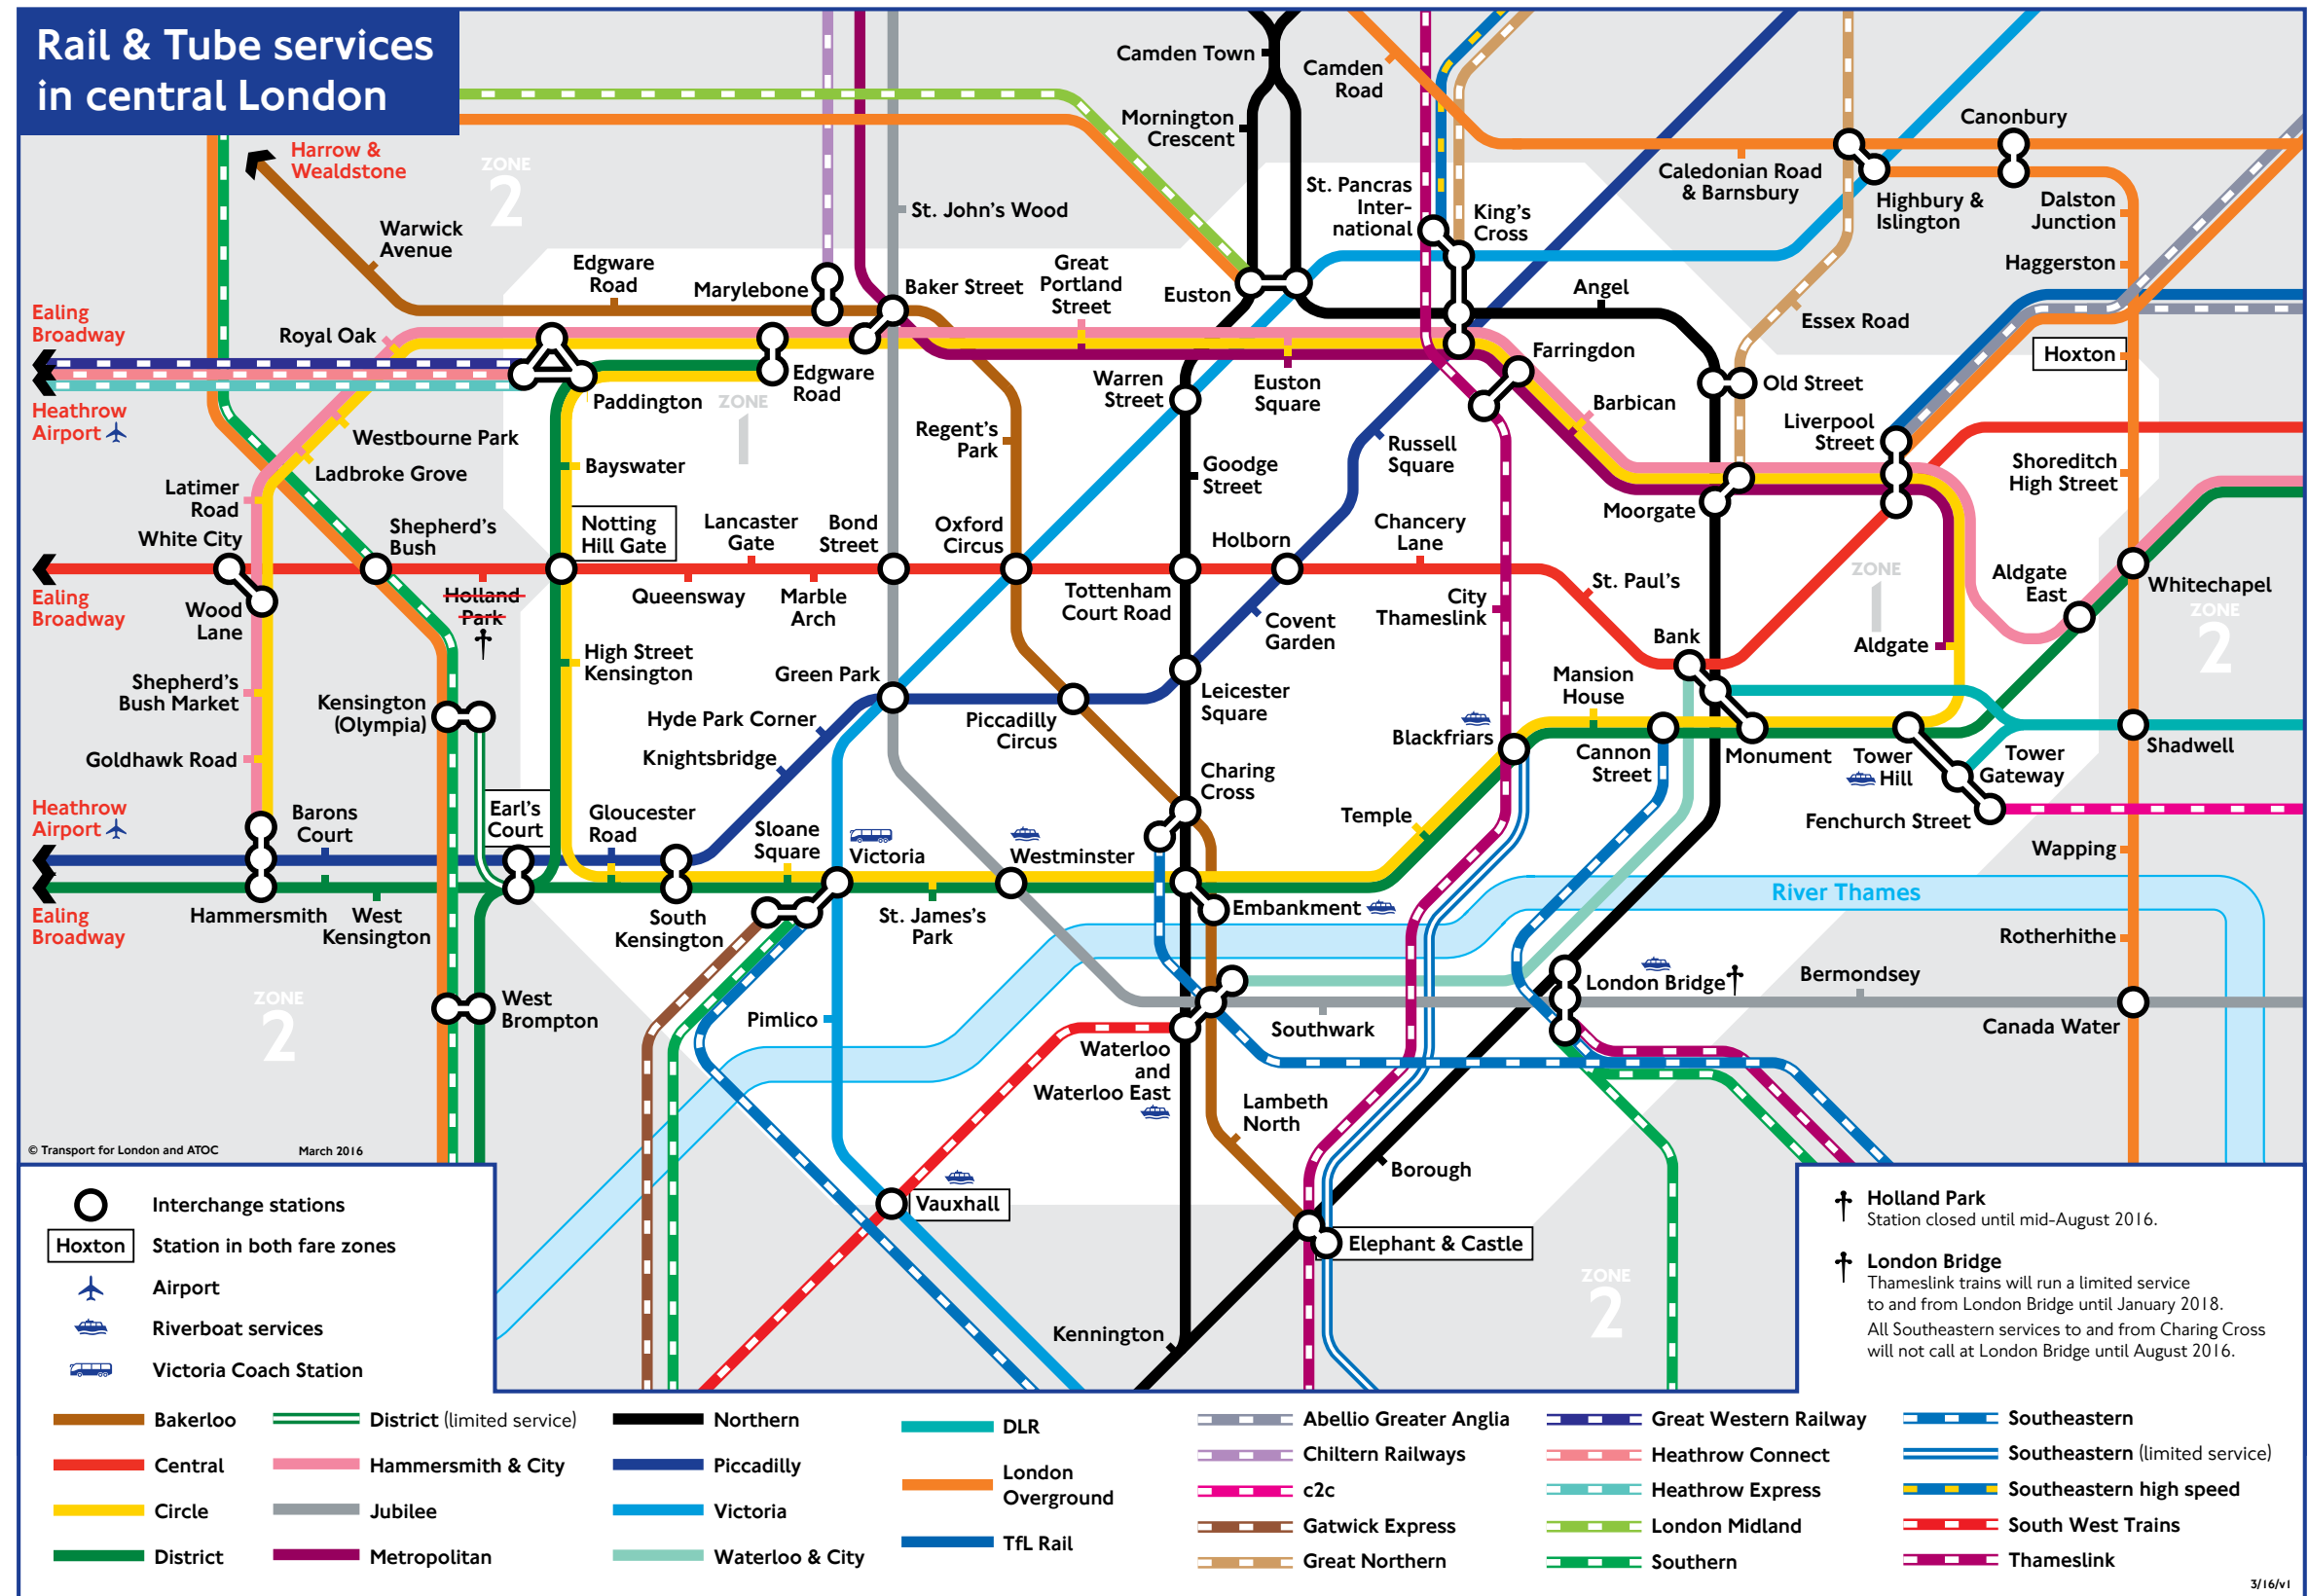 Rail & Tube services
in central London
Camden Town
Camden
Road
Mornington
Crescent
Canonbury
Harrow &
Wealdstone
ZONE
2
St. Pancras
Inter-
national
King's
Cross
Caledonian Road
& Barnsbury
Highbury &
Islington
Dalston
Junction
St. John's Wood
Warwick
Avenue
Edgware
Road
Marylebone
Baker Street
Great
Portland
Street
Euston
Angel
Haggerston
Essex Road
Ealing
Broadway
Royal Oak
Hoxton
Farringdon
Heathrow
Airport
Paddington
Edgware
Road
ZONE
1
Warren
Street
Euston
Square
Old Street
Barbican
Westbourne Park
Ladbroke Grove
Bayswater
Regent's
Park
Goodge
Street
Russell
Square
Liverpool
Street
Shoreditch
High Street
Latimer
Road
White City
Shepherd's
Bush
Notting
Hill Gate
Lancaster
Gate
Bond
Street
Oxford
Circus
Holborn
Chancery
Lane
Moorgate
Ealing
Broadway
Wood
Lane
Holland
Park
†
Queensway
Marble
Arch
Tottenham
Court Road
Covent
Garden
City
Thameslink
St. Paul's
ZONE
1
Aldgate
East
Whitechapel
ZONE
2
High Street
Kensington
Bank
Aldgate
Shepherd's
Bush Market
Kensington
(Olympia)
Green Park
Hyde Park Corner
Knightsbridge
Piccadilly
Circus
Leicester
Square
Mansion
House
Blackfriars
Cannon
Street
Monument
Tower
Hill
Tower
Gateway
Shadwell
Goldhawk Road
Charing
Cross
Heathrow
Airport
Barons
Court
Earl's
Court
Gloucester
Road
Sloane
Square
Victoria
Westminster
Temple
Fenchurch Street
Wapping
Ealing
Broadway
Hammersmith
West
Kensington
South
Kensington
St. James's
Park
Embankment
River Thames
Rotherhithe
ZONE
2
West
Brompton
Pimlico
Waterloo
and
Waterloo East
Southwark
London Bridge †
Bermondsey
Canada Water
Lambeth
North
Borough
Vauxhall
Elephant & Castle
Kennington
ZONE
2
© Transport for London and ATOC
March 2016
Interchange stations
Hoxton
Station in both fare zones
Airport
Riverboat services
Victoria Coach Station
† Holland Park
Station closed until mid-August 2016.
† London Bridge
Thameslink trains will run a limited service
to and from London Bridge until January 2018.
All Southeastern services to and from Charing Cross
will not call at London Bridge until August 2016.
Bakerloo
Central
Circle
District
District (limited service)
Hammersmith & City
Jubilee
Metropolitan
Northern
Piccadilly
Victoria
Waterloo & City
DLR
London
Overground
TfL Rail
Abellio Greater Anglia
Chiltern Railways
c2c
Gatwick Express
Great Northern
Great Western Railway
Heathrow Connect
Heathrow Express
London Midland
Southern
Southeastern
Southeastern (limited service)
Southeastern high speed
South West Trains
Thameslink
3/16/v1